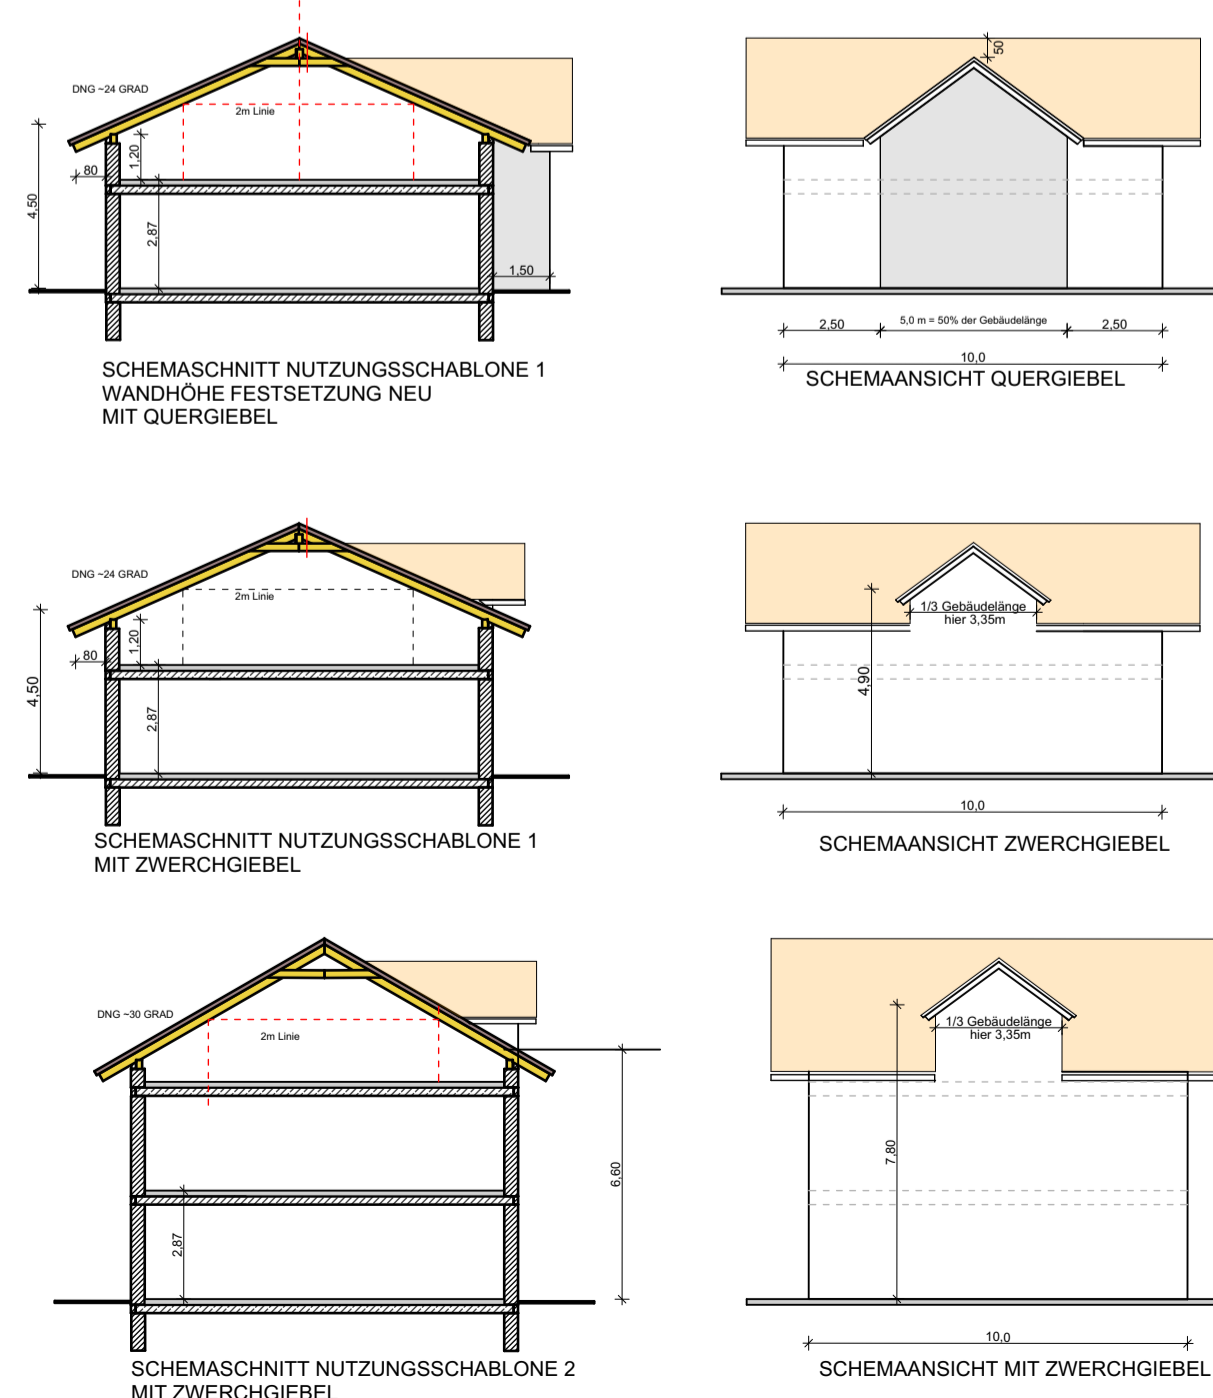 DNG ~24 GRAD
2m Linie
1,20
80
4,50
2,87
1,50
SCHEMASCHNITT NUTZUNGSSCHABLONE 1
WANDHÖHE FESTSETZUNG NEU
MIT QUERGIEBEL
50
2,50
5,0 m = 50% der Gebäudelänge
2,50
10,0
SCHEMAANSICHT QUERGIEBEL
DNG ~24 GRAD
2m Linie
1,20
80
4,50
2,87
SCHEMASCHNITT NUTZUNGSSCHABLONE 1
MIT ZWERCHGIEBEL
1/3 Gebäudelänge
hier 3,35m
4,90
10,0
SCHEMAANSICHT ZWERCHGIEBEL
DNG ~30 GRAD
2m Linie
6,60
2,87
SCHEMASCHNITT NUTZUNGSSCHABLONE 2
MIT ZWERCHGIEBEL
1/3 Gebäudelänge
hier 3,35m
7,80
10,0
SCHEMAANSICHT MIT ZWERCHGIEBEL